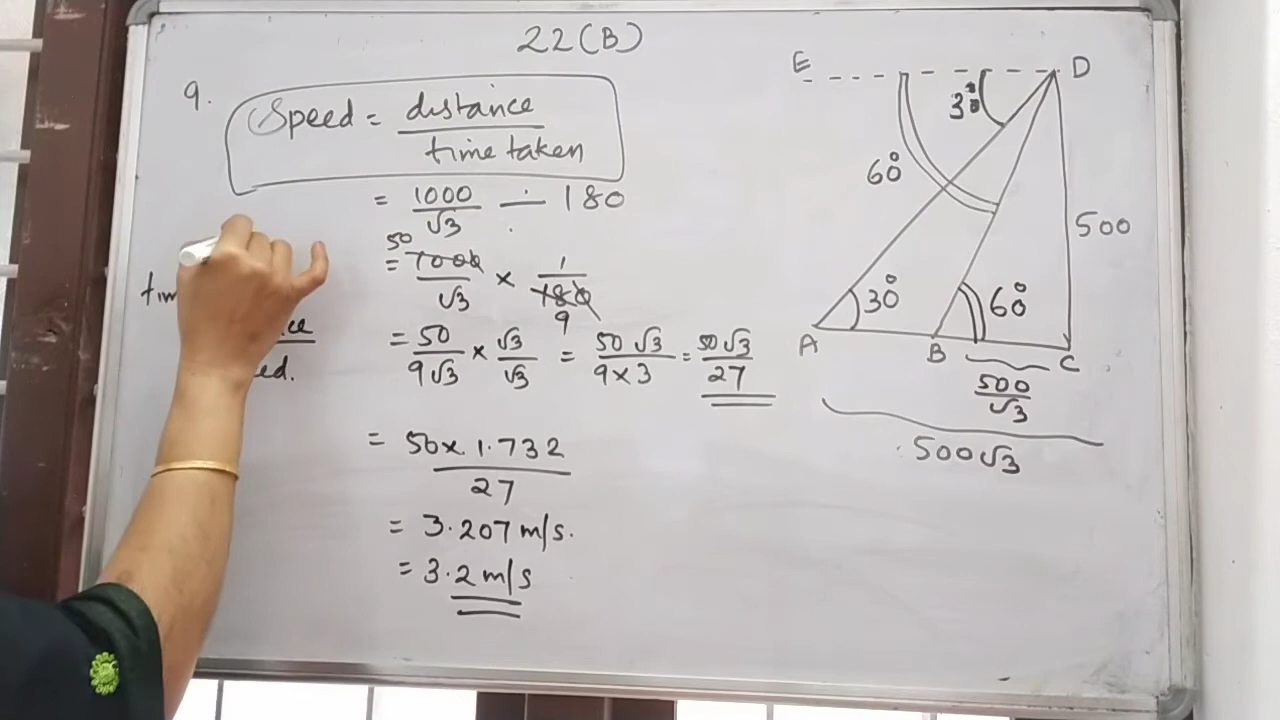 22(B)
9.
Speed = distance / time taken
= 1000/√3 ÷ 180
50
= 1000/√3 × 1/180
9
= 50/9√3 × √3/√3 = 50√3/9×3 = 50√3/27
= 50×1.732/27
= 3.207 m/s.
= 3.2 m/s
E
D
30°
60°
500
30°
60°
A
B
C
500/√3
500√3